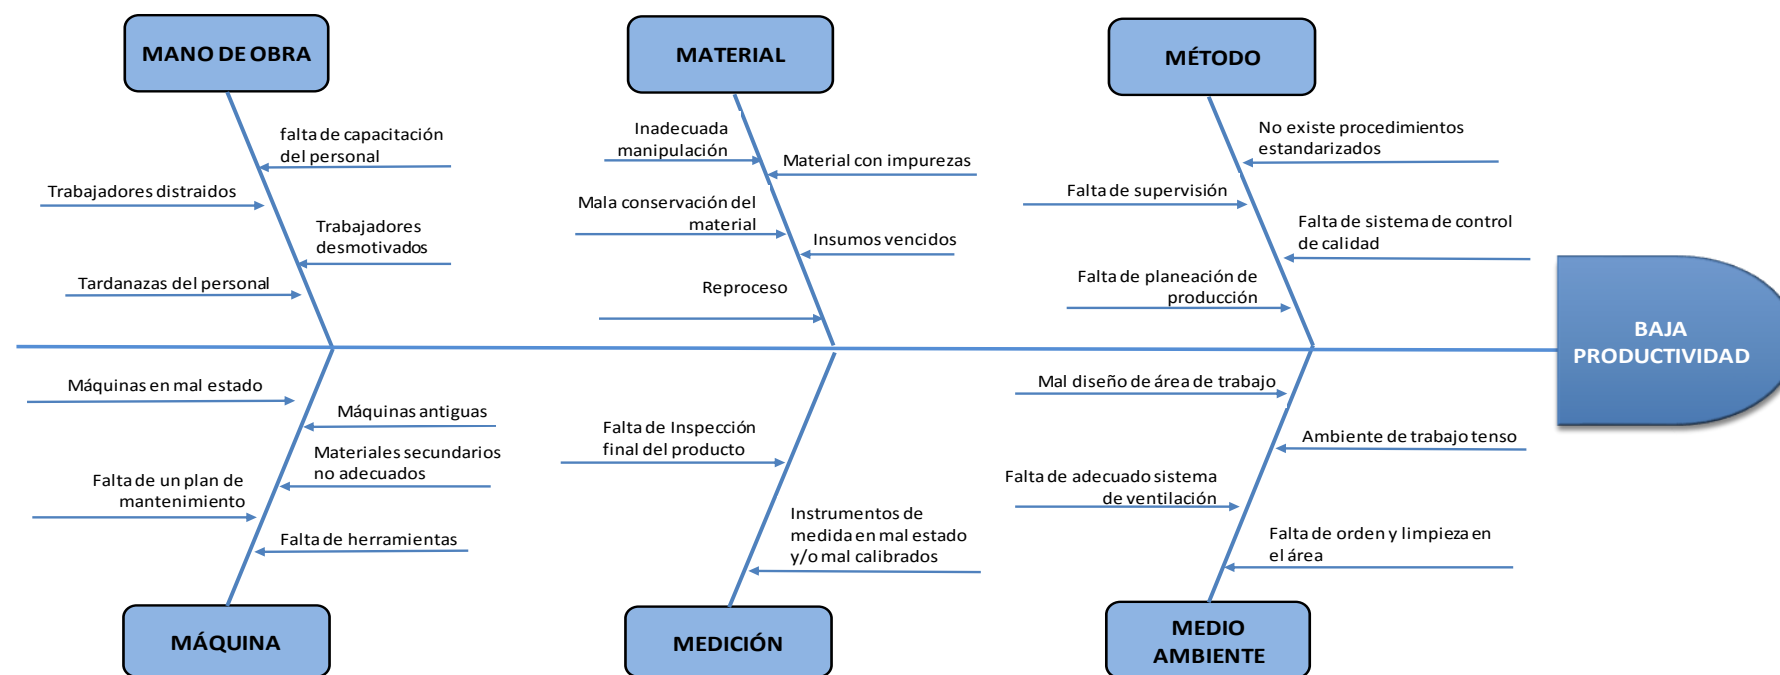 MANO DE OBRA
MATERIAL
MÉTODO
falta de capacitación
del personal
Trabajadores distraidos
Trabajadores
desmotivados
Tardanazas del personal
Inadecuada
manipulación
Material con impurezas
Mala conservación del
material
Insumos vencidos
Reproceso
No existe procedimientos
estandarizados
Falta de supervisión
Falta de sistema de control
de calidad
Falta de planeación de
producción
BAJA
PRODUCTIVIDAD
Máquinas en mal estado
Máquinas antiguas
Materiales secundarios
no adecuados
Falta de un plan de
mantenimiento
Falta de herramientas
Falta de Inspección
final del producto
Instrumentos de
medida en mal estado
y/o mal calibrados
Mal diseño de área de trabajo
Ambiente de trabajo tenso
Falta de adecuado sistema
de ventilación
Falta de orden y limpieza en
el área
MÁQUINA
MEDICIÓN
MEDIO
AMBIENTE